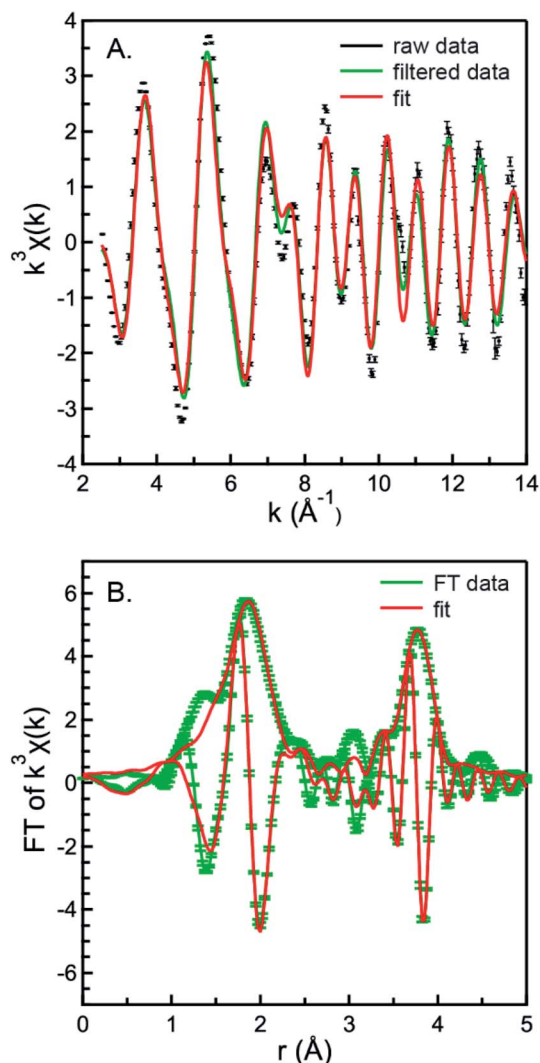 A.
raw data
filtered data
fit
4
3
2
1
0
-1
-2
-3
-4
k³χ(k)
2 4 6 8 10 12 14
k (Å⁻¹)
B.
FT data
fit
6
4
2
0
-2
-4
-6
FT of k³χ(k)
0 1 2 3 4 5
r (Å)